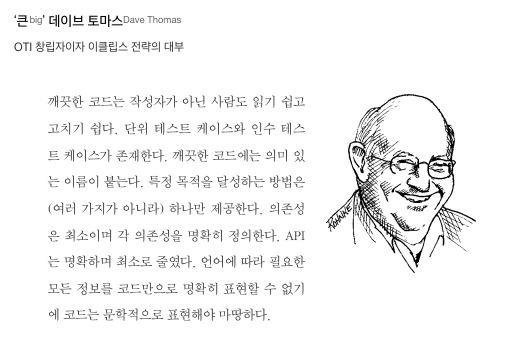 ‘큰big’ 데이브 토마스Dave Thomas
OTI 창립자이자 이클립스 전략의 대부
깨끗한 코드는 작성자가 아닌 사람도 읽기 쉽고
고치기 쉽다. 단위 테스트 케이스와 인수 테스
트 케이스가 존재한다. 깨끗한 코드에는 의미 있
는 이름이 붙는다. 특정 목적을 달성하는 방법은
(여러 가지가 아니라) 하나만 제공한다. 의존성
은 최소이며 각 의존성을 명확히 정의한다. API
는 명확하며 최소로 줄였다. 언어에 따라 필요한
모든 정보를 코드만으로 명확히 표현할 수 없기
에 코드는 문학적으로 표현해야 마땅하다.